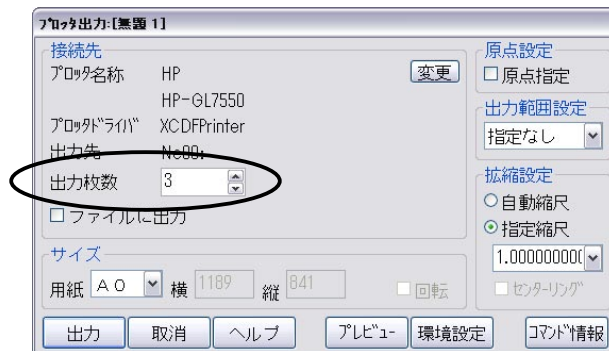 ﾌﾟﾛｯﾀ出力:[無題 1]
接続先
ﾌﾟﾛｯﾀ名称 HP 変更
HP-GL7550
ﾌﾟﾛｯﾀﾄﾞﾗｲﾊﾞ XCDFPrinter
出力先 Ne00:
出力枚数 3
ファイルに出力
サイズ
用紙 A0 横 1189 縦 841 回転
原点設定
原点指定
出力範囲設定
指定なし
拡縮設定
自動縮尺
指定縮尺
1.00000000(
ｾﾝﾀｰﾘﾝｸﾞ
出力 取消 ヘルプ ﾌﾟﾚﾋﾞｭｰ 環境設定 ｺﾏﾝﾄﾞ情報